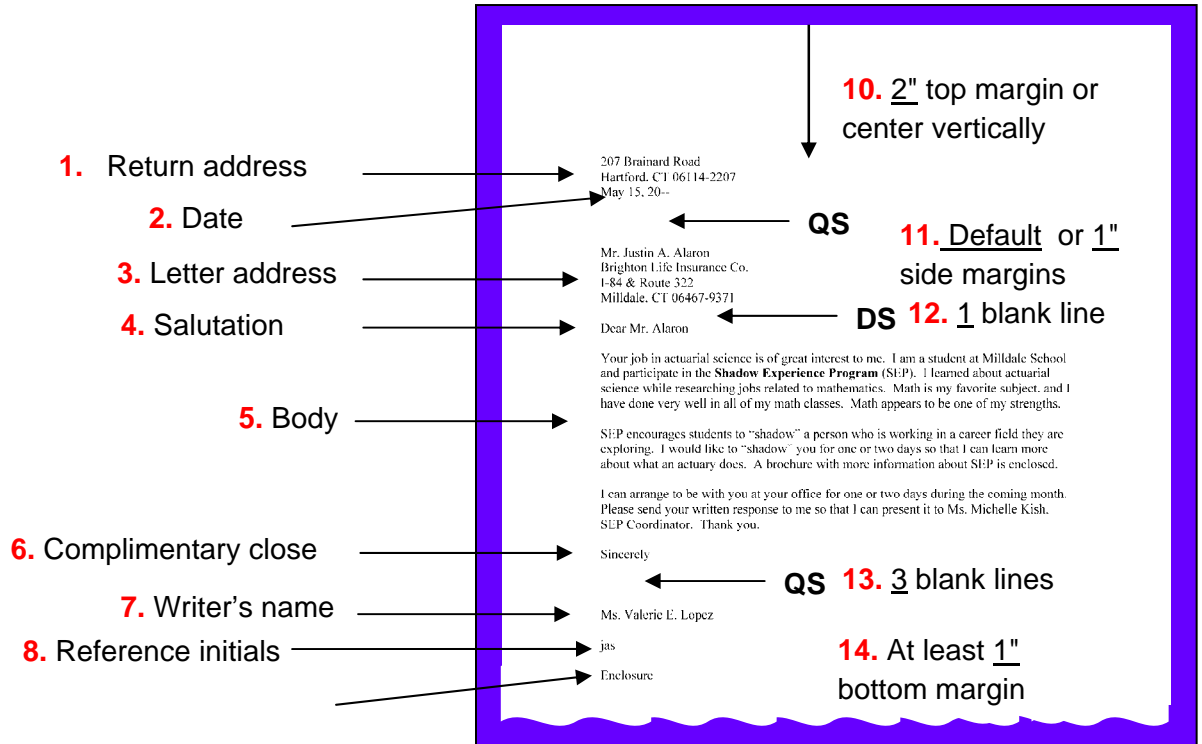 10. 2" top margin or
center vertically
1. Return address
207 Brainard Road
Hartford, CT 06114-2207
May 15, 20--
2. Date
QS
11. Default or 1"
side margins
3. Letter address
Mr. Justin A. Alaron
Brighton Life Insurance Co.
I-84 & Route 322
Milldale, CT 06467-9371
DS 12. 1 blank line
4. Salutation
Dear Mr. Alaron
5. Body
Your job in actuarial science is of great interest to me. I am a student at Milldale School
and participate in the Shadow Experience Program (SEP). I learned about actuarial
science while researching jobs related to mathematics. Math is my favorite subject, and I
have done very well in all of my math classes. Math appears to be one of my strengths.
SEP encourages students to “shadow” a person who is working in a career field they are
exploring. I would like to “shadow” you for one or two days so that I can learn more
about what an actuary does. A brochure with more information about SEP is enclosed.
I can arrange to be with you at your office for one or two days during the coming month.
Please send your written response to me so that I can present it to Ms. Michelle Kish,
SEP Coordinator. Thank you.
6. Complimentary close
Sincerely
QS 13. 3 blank lines
7. Writer’s name
Ms. Valerie E. Lopez
8. Reference initials
jas
14. At least 1"
bottom margin
Enclosure